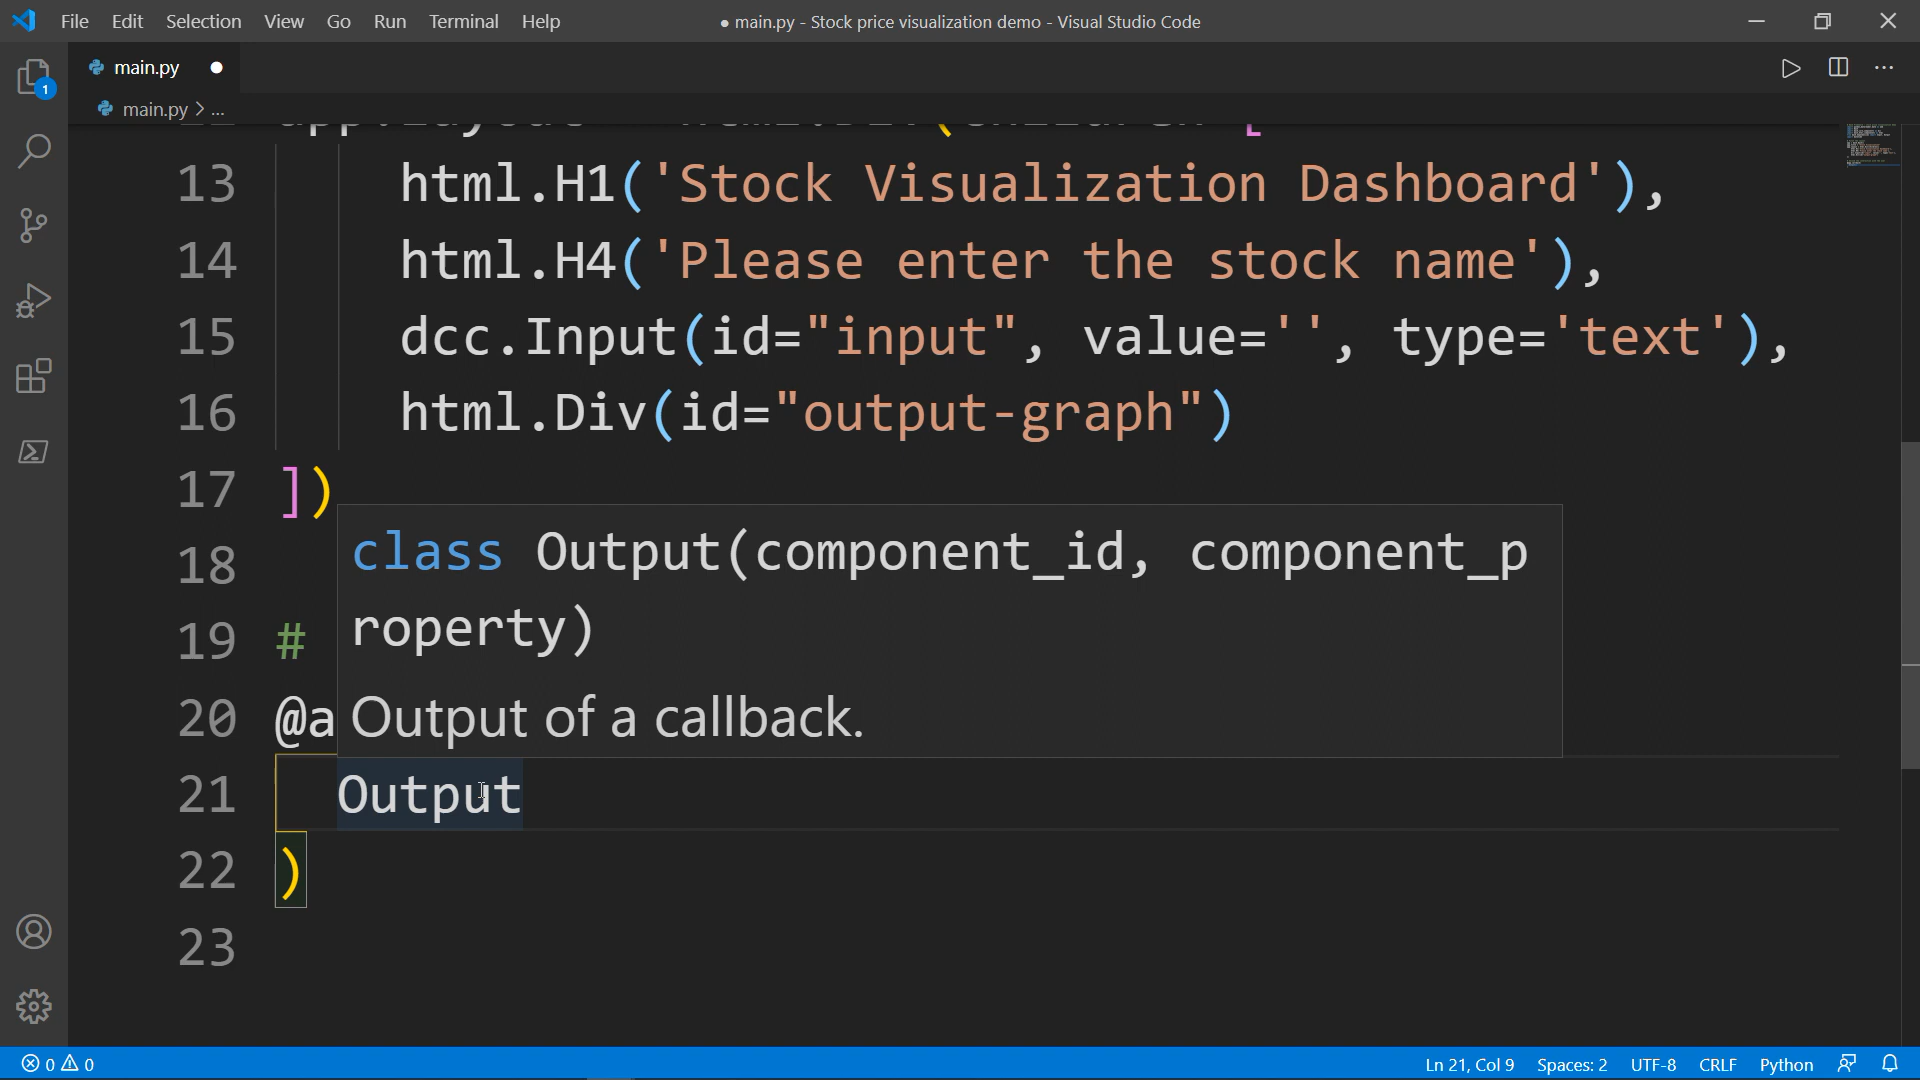 File Edit Selection View Go Run Terminal Help
● main.py - Stock price visualization demo - Visual Studio Code
main.py ●
1
main.py > ...
13 html.H1('Stock Visualization Dashboard'),
14 html.H4('Please enter the stock name'),
15 dcc.Input(id="input", value='', type='text'),
16 html.Div(id="output-graph")
17 ])
class Output(component_id, component_p
18
roperty)
19 #
20 @a
Output of a callback.
21 Output
22 )
23
0 0
Ln 21, Col 9 Spaces: 2 UTF-8 CRLF Python